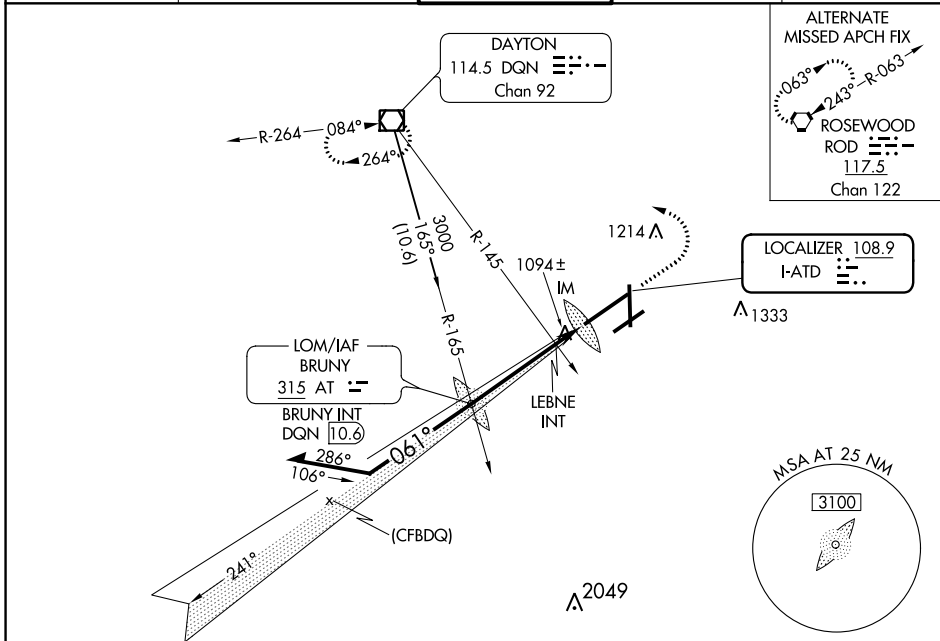 DAYTON
114.5 DQN
Chan 92
ALTERNATE
MISSED APCH FIX
063°
243°
R-063
ROSEWOOD
ROD
117.5
Chan 122
R-264
084°
264°
3000
165°
(10.6)
R-145
R-165
1214
1094±
IM
LOCALIZER 108.9
I-ATD
1333
LOM/IAF
BRUNY
315 AT
BRUNY INT
DQN 10.6
LEBNE
INT
286°
106°
061°
(CFBDQ)
241°
2049
MSA AT 25 NM
3100